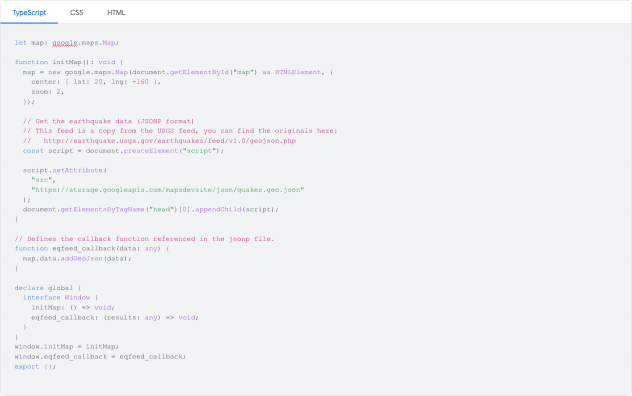 TypeScript CSS HTML
let map: google.maps.Map;
function initMap(): void {
map = new google.maps.Map(document.getElementById("map") as HTMLElement, {
center: { lat: 20, lng: -160 },
zoom: 2,
});
// Get the earthquake data (JSONP format)
// This feed is a copy from the USGS feed, you can find the originals here:
//   http://earthquake.usgs.gov/earthquakes/feed/v1.0/geojson.php
const script = document.createElement("script");
script.setAttribute(
"src",
"https://storage.googleapis.com/mapsdevsite/json/quakes.geo.json"
);
document.getElementsByTagName("head")[0].appendChild(script);
}
// Defines the callback function referenced in the jsonp file.
function eqfeed_callback(data: any) {
map.data.addGeoJson(data);
}
declare global {
interface Window {
initMap: () => void;
eqfeed_callback: (results: any) => void;
}
}
window.initMap = initMap;
window.eqfeed_callback = eqfeed_callback;
export {};